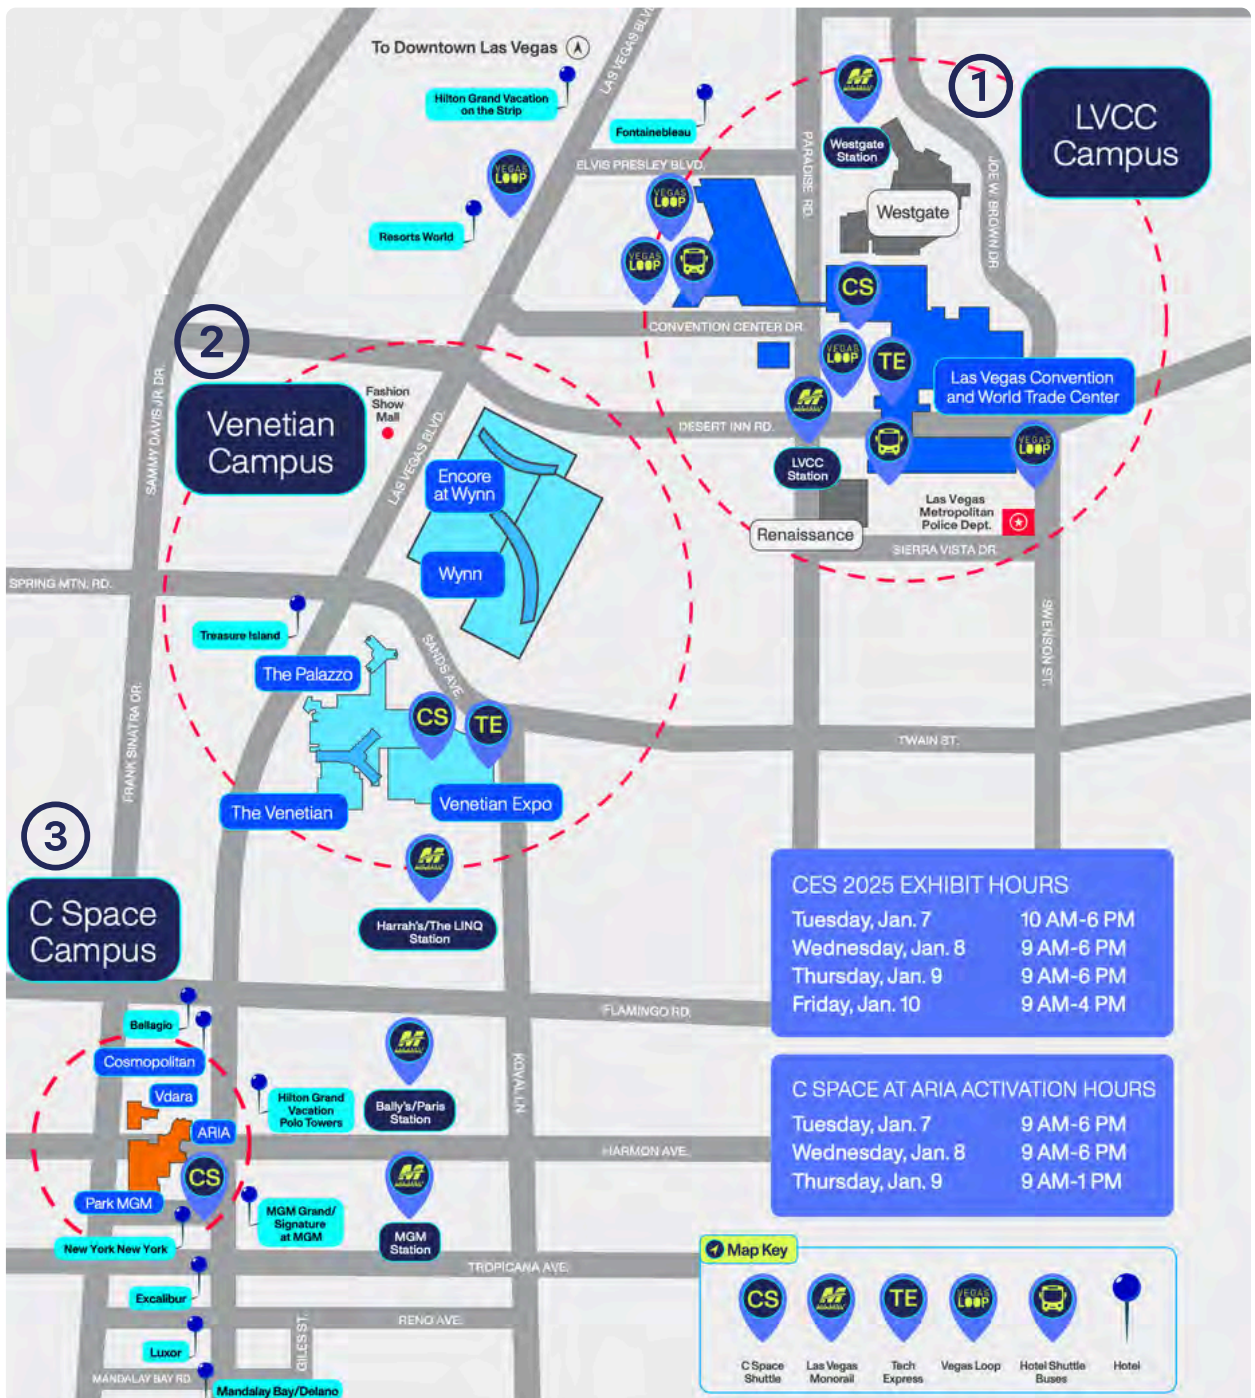 To Downtown Las Vegas
LAS VEGAS BLVD.
Hilton Grand Vacation
on the Strip
Fontainebleau
1
LVCC
Campus
Westgate
Station
ELVIS PRESLEY BLVD.
PARADISE RD.
JOE W. BROWN DR.
VEGAS
LOOP
VEGAS
LOOP
Westgate
Resorts World
VEGAS
LOOP
CS
2
CONVENTION CENTER DR.
VEGAS
LOOP
TE
Las Vegas Convention
and World Trade Center
Fashion
Show
Mall
Venetian
Campus
SAMMY DAVIS JR. DR.
LAS VEGAS BLVD.
DESERT INN RD.
VEGAS
LOOP
LVCC
Station
Encore
at Wynn
Las Vegas
Metropolitan
Police Dept.
Renaissance
SIERRA VISTA DR.
Wynn
SPRING MTN. RD.
Treasure Island
SANDS AVE.
SWENSON ST.
The Palazzo
FRANK SINATRA DR.
CS
TE
TWAIN ST.
The Venetian
Venetian Expo
3
C Space
Campus
Harrah's/The LINQ
Station
CES 2025 EXHIBIT HOURS
Tuesday, Jan. 7 10 AM-6 PM
Wednesday, Jan. 8 9 AM-6 PM
Thursday, Jan. 9 9 AM-6 PM
Friday, Jan. 10 9 AM-4 PM
FLAMINGO RD.
Bellagio
Cosmopolitan
Vdara
Hilton Grand
Vacation
Polo Towers
Bally's/Paris
Station
KOVAL LN.
C SPACE AT ARIA ACTIVATION HOURS
Tuesday, Jan. 7 9 AM-6 PM
Wednesday, Jan. 8 9 AM-6 PM
Thursday, Jan. 9 9 AM-1 PM
ARIA
HARMON AVE.
CS
Park MGM
MGM Grand/
Signature
at MGM
MGM
Station
New York New York
TROPICANA AVE.
Excalibur
RENO AVE.
GILES ST.
Luxor
MANDALAY BAY RD.
Mandalay Bay/Delano
Map Key
CS
TE
VEGAS
LOOP
C Space
Shuttle
Las Vegas
Monorail
Tech
Express
Vegas Loop
Hotel Shuttle
Buses
Hotel